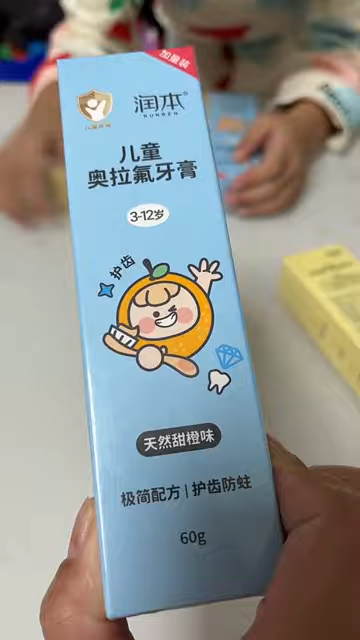 加量装
润本®
RUNBEN
儿童
奥拉氟牙膏
3-12岁
护齿
天然甜橙味
极简配方 | 护齿防蛀
60g